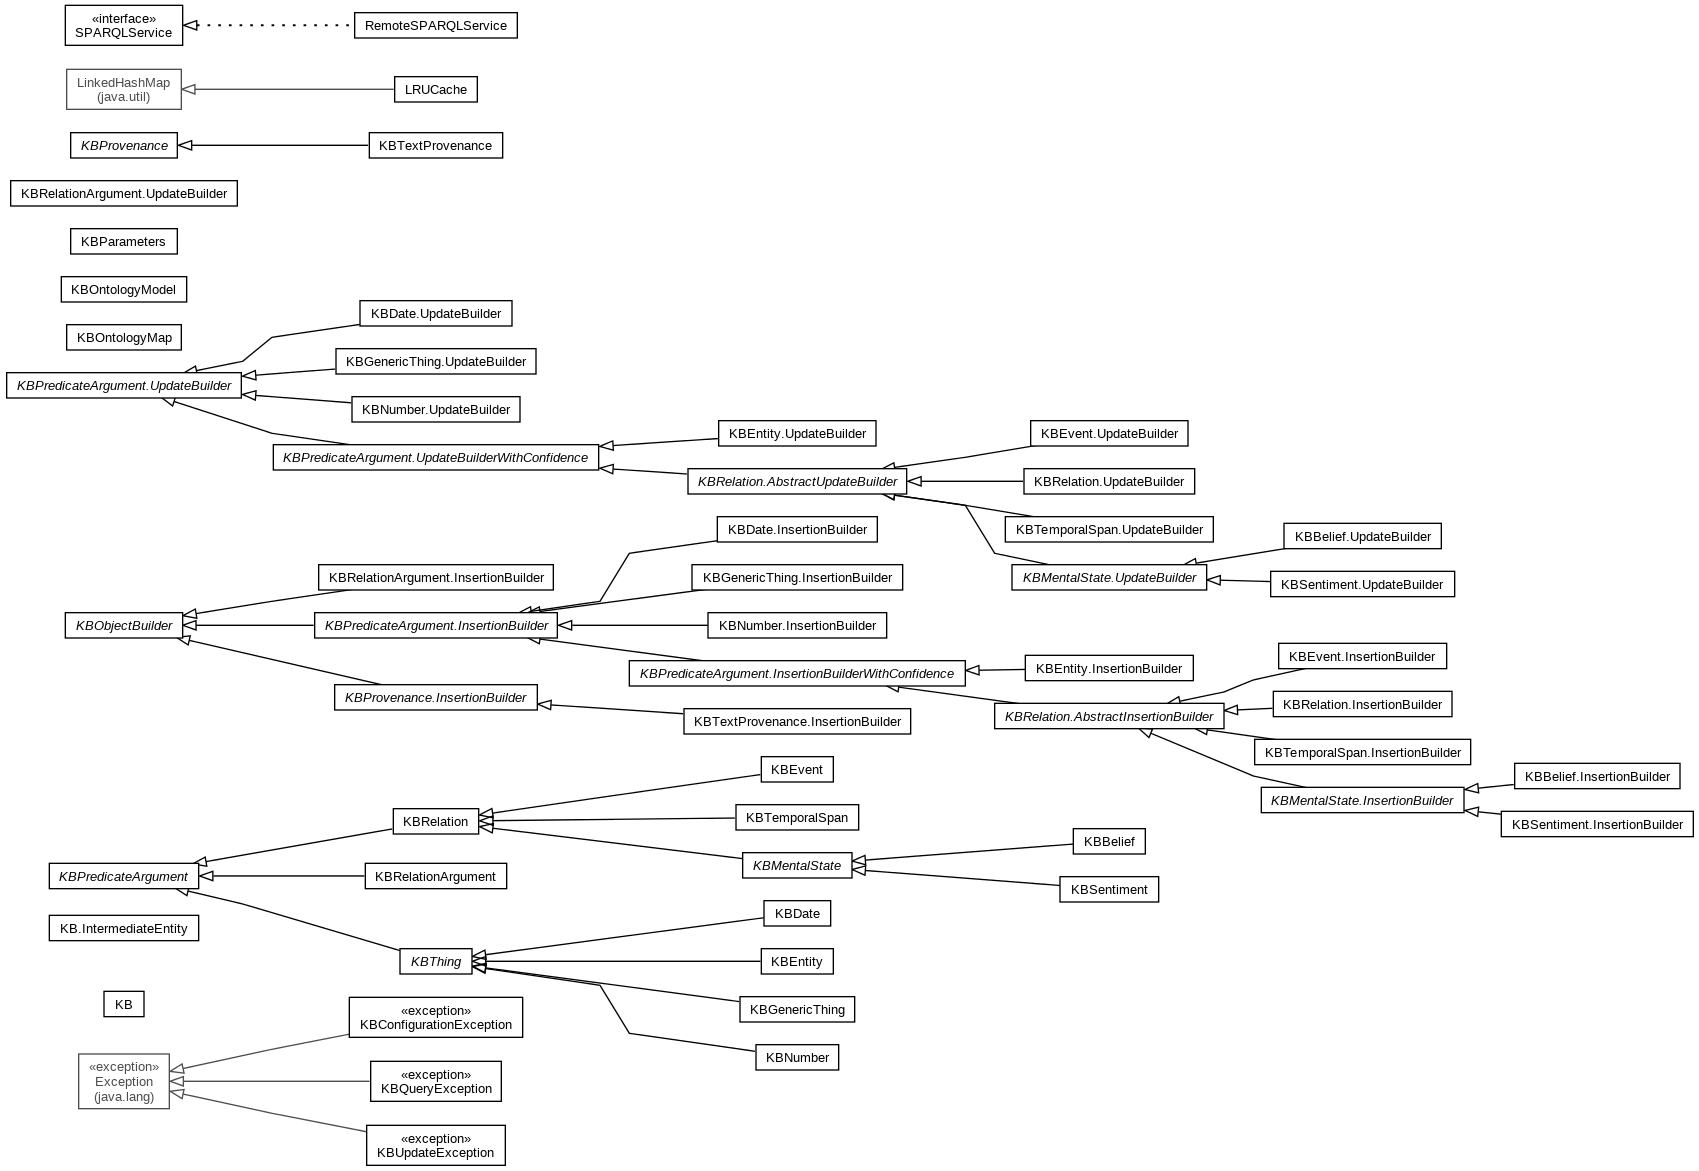 «interface»
SPARQLService
RemoteSPARQLService
LinkedHashMap
(java.util)
LRUCache
KBProvenance
KBTextProvenance
KBRelationArgument.UpdateBuilder
KBParameters
KBOntologyModel
KBOntologyMap
KBDate.UpdateBuilder
KBGenericThing.UpdateBuilder
KBPredicateArgument.UpdateBuilder
KBNumber.UpdateBuilder
KBPredicateArgument.UpdateBuilderWithConfidence
KBEntity.UpdateBuilder
KBEvent.UpdateBuilder
KBRelation.AbstractUpdateBuilder
KBRelation.UpdateBuilder
KBTemporalSpan.UpdateBuilder
KBMentalState.UpdateBuilder
KBBelief.UpdateBuilder
KBSentiment.UpdateBuilder
KBDate.InsertionBuilder
KBRelationArgument.InsertionBuilder
KBGenericThing.InsertionBuilder
KBObjectBuilder
KBPredicateArgument.InsertionBuilder
KBNumber.InsertionBuilder
KBPredicateArgument.InsertionBuilderWithConfidence
KBEntity.InsertionBuilder
KBEvent.InsertionBuilder
KBProvenance.InsertionBuilder
KBTextProvenance.InsertionBuilder
KBRelation.AbstractInsertionBuilder
KBRelation.InsertionBuilder
KBTemporalSpan.InsertionBuilder
KBMentalState.InsertionBuilder
KBBelief.InsertionBuilder
KBSentiment.InsertionBuilder
KBEvent
KBRelation
KBTemporalSpan
KBMentalState
KBBelief
KBSentiment
KBPredicateArgument
KBRelationArgument
KB.IntermediateEntity
KBDate
KBThing
KBEntity
KBGenericThing
KBNumber
KB
«exception»
KBConfigurationException
«exception»
Exception
(java.lang)
«exception»
KBQueryException
«exception»
KBUpdateException